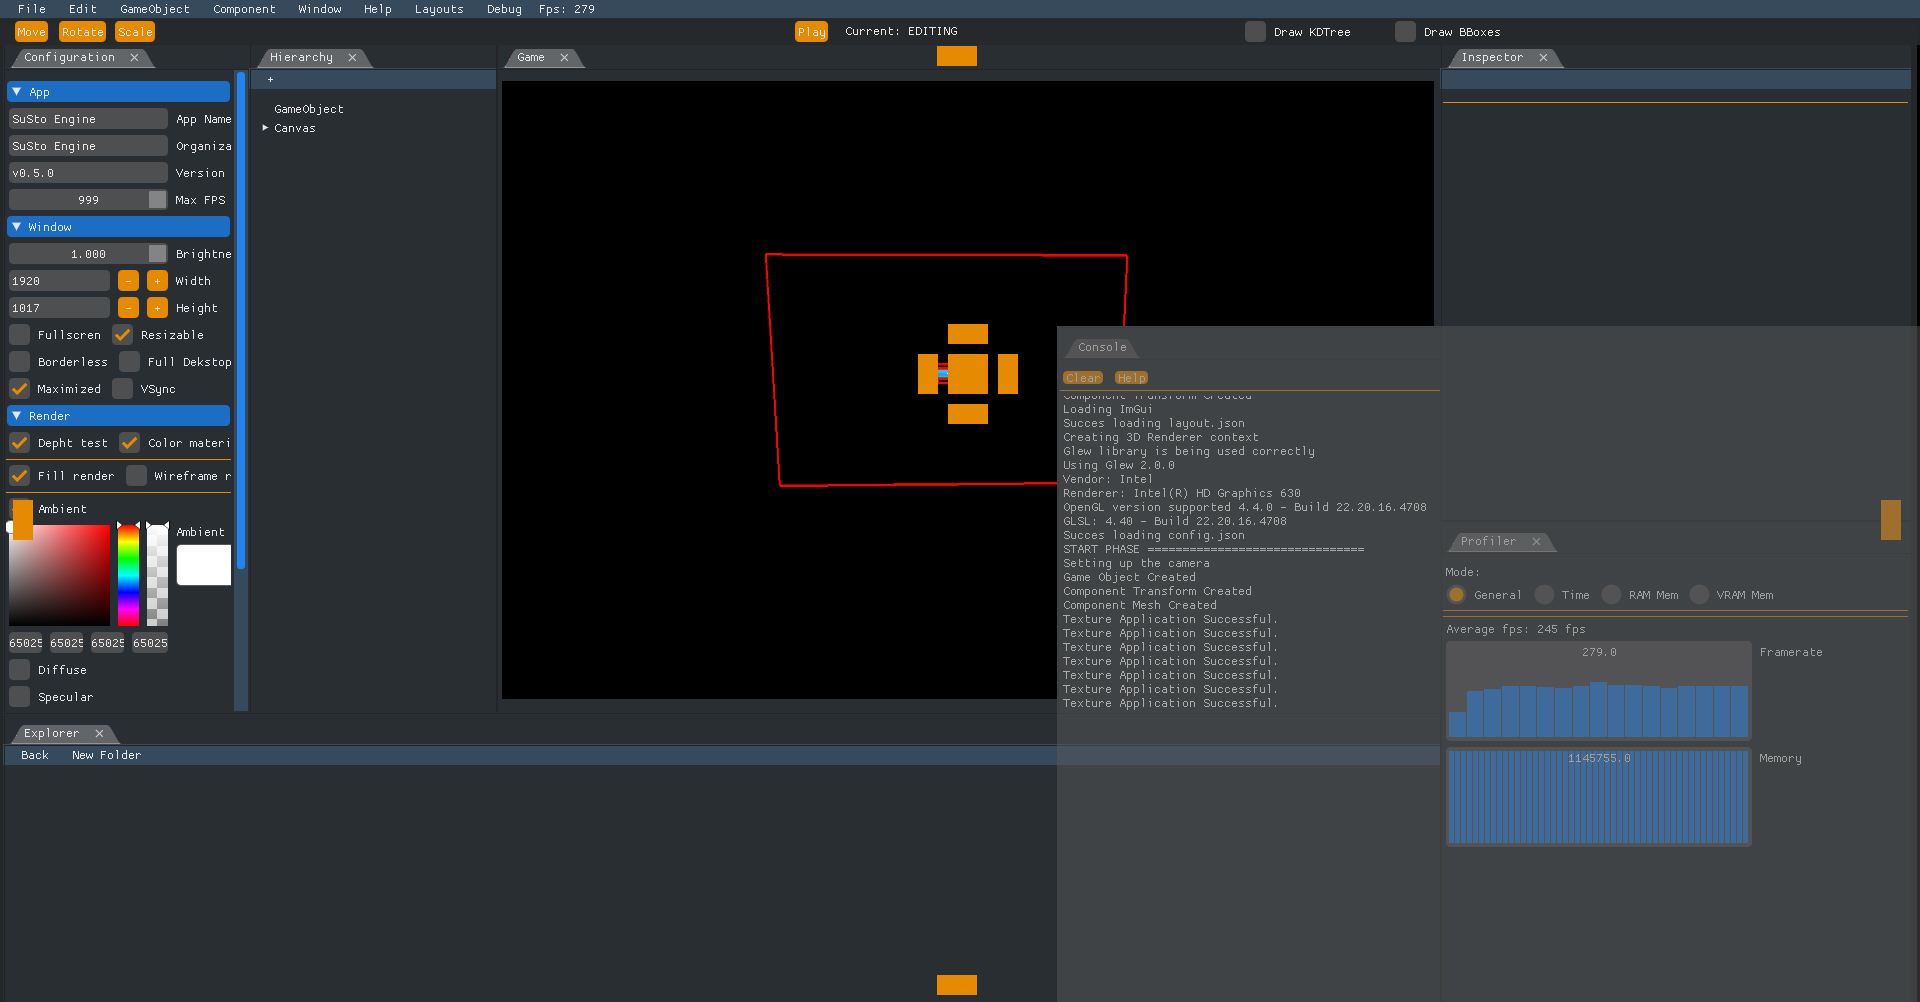 File Edit GameObject Component Window Help Layouts Debug Fps: 279
Move Rotate Scale Play Current: EDITING Draw KDTree Draw BBoxes
Configuration
App
SuSto Engine App Name
SuSto Engine Organiza
v0.5.0 Version
999 Max FPS
Window
1.000 Brightne
1920 - + Width
1017 - + Height
Fullscren Resizable
Borderless Full Dekstop
Maximized VSync
Render
Depht test Color materi
Fill render Wireframe r
Ambient
Ambient
65025 65025 65025 65025
Diffuse
Specular
Hierarchy
+
GameObject
Canvas
Game
Inspector
Console
Clear Help
Component Transform Created
Loading ImGui
Succes loading layout.json
Creating 3D Renderer context
Glew library is being used correctly
Using Glew 2.0.0
Vendor: Intel
Renderer: Intel(R) HD Graphics 630
OpenGL version supported 4.4.0 - Build 22.20.16.4708
GLSL: 4.40 - Build 22.20.16.4708
Succes loading config.json
START PHASE ===============================
Setting up the camera
Game Object Created
Component Transform Created
Component Mesh Created
Texture Application Successful.
Texture Application Successful.
Texture Application Successful.
Texture Application Successful.
Texture Application Successful.
Texture Application Successful.
Texture Application Successful.
Profiler
Mode:
General Time RAM Mem VRAM Mem
Average fps: 245 fps
279.0 Framerate
1145755.0 Memory
Explorer
Back New Folder